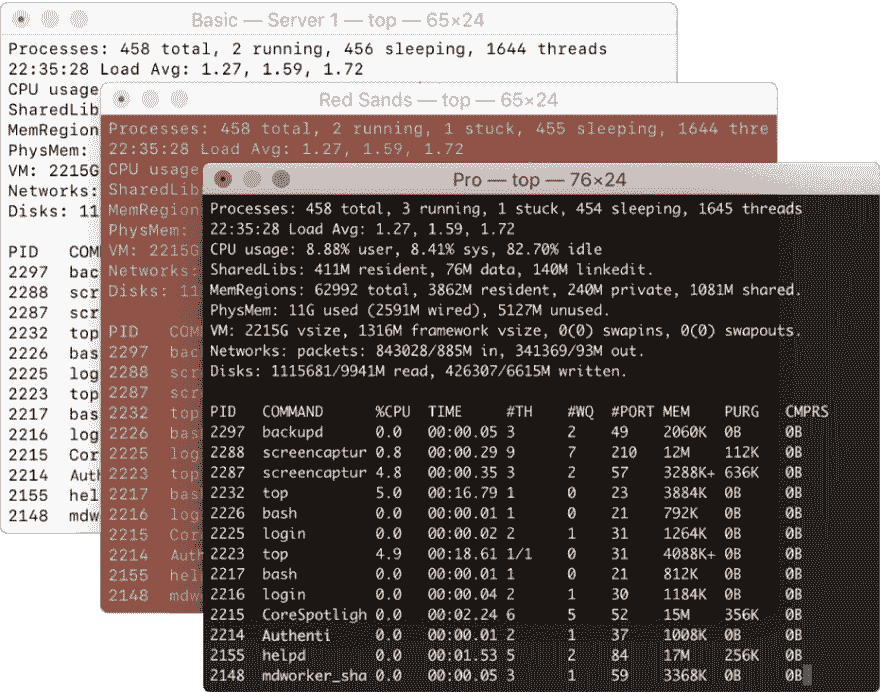 Basic — Server 1 — top — 65×24
Processes: 458 total, 2 running, 456 sleeping, 1644 threads
22:35:28 Load Avg: 1.27, 1.59, 1.72
CPU usage
SharedLib
MemRegion
PhysMem:
VM: 2215G
Networks:
Disks: 11
PID COM
2297 bac
2288 scr
2287 scr
2232 top
2226 bas
2225 log
2223 top
2217 bas
2216 log
2215 Cor
2214 Aut
2155 hel
2148 mdw
Red Sands — top — 65×24
Processes: 458 total, 2 running, 1 stuck, 455 sleeping, 1644 thre
22:35:28 Load Avg: 1.27, 1.59, 1.72
CPU usage
SharedLib
MemRegion
PhysMem:
VM: 2215G
Networks:
Disks: 11
PID COM
2297 bac
2288 scr
2287 scr
2232 top
2226 bas
2225 log
2223 top
2217 bas
2216 log
2215 Cor
2214 Aut
2155 hel
2148 mdw
Pro — top — 76×24
Processes: 458 total, 3 running, 1 stuck, 454 sleeping, 1645 threads
22:35:28 Load Avg: 1.27, 1.59, 1.72
CPU usage: 8.88% user, 8.41% sys, 82.70% idle
SharedLibs: 411M resident, 76M data, 140M linkedit.
MemRegions: 62992 total, 3862M resident, 240M private, 1081M shared.
PhysMem: 11G used (2591M wired), 5127M unused.
VM: 2215G vsize, 1316M framework vsize, 0(0) swapins, 0(0) swapouts.
Networks: packets: 843028/885M in, 341369/93M out.
Disks: 1115681/9941M read, 426307/6615M written.
PID COMMAND %CPU TIME #TH #WQ #PORT MEM PURG CMPRS
2297 backupd 0.0 00:00.05 3 2 49 2060K 0B 0B
2288 screencaptur 0.8 00:00.29 9 7 210 12M 112K 0B
2287 screencaptur 4.8 00:00.35 3 2 57 3288K+ 636K 0B
2232 top 5.0 00:16.79 1 0 23 3884K 0B 0B
2226 bash 0.0 00:00.01 1 0 21 792K 0B 0B
2225 login 0.0 00:00.02 2 1 31 1264K 0B 0B
2223 top 4.9 00:18.61 1/1 0 31 4088K+ 0B 0B
2217 bash 0.0 00:00.01 1 0 21 812K 0B 0B
2216 login 0.0 00:00.04 2 1 30 1184K 0B 0B
2215 CoreSpotligh 0.0 00:02.24 6 5 52 15M 356K 0B
2214 Authenti 0.0 00:00.01 2 1 37 1008K 0B 0B
2155 helpd 0.0 00:01.53 5 2 84 17M 256K 0B
2148 mdworker_sha 0.0 00:00.05 3 1 59 3368K 0B 0B